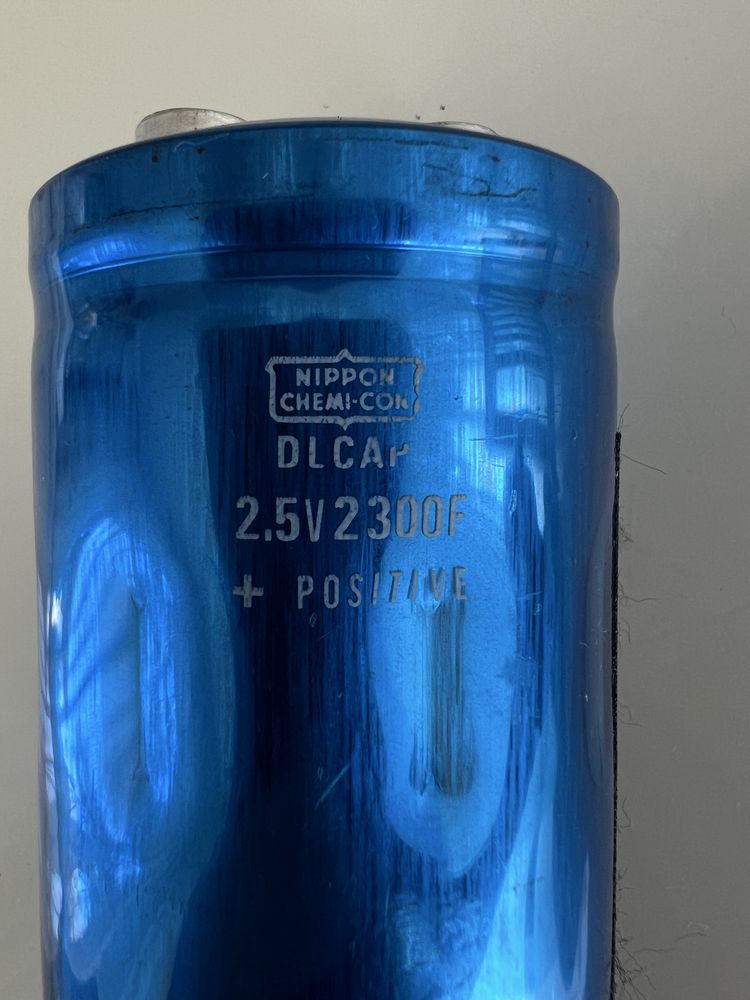 NIPPON
CHEMI-CON
DLCAP
2.5V2300F
+ POSITIVE